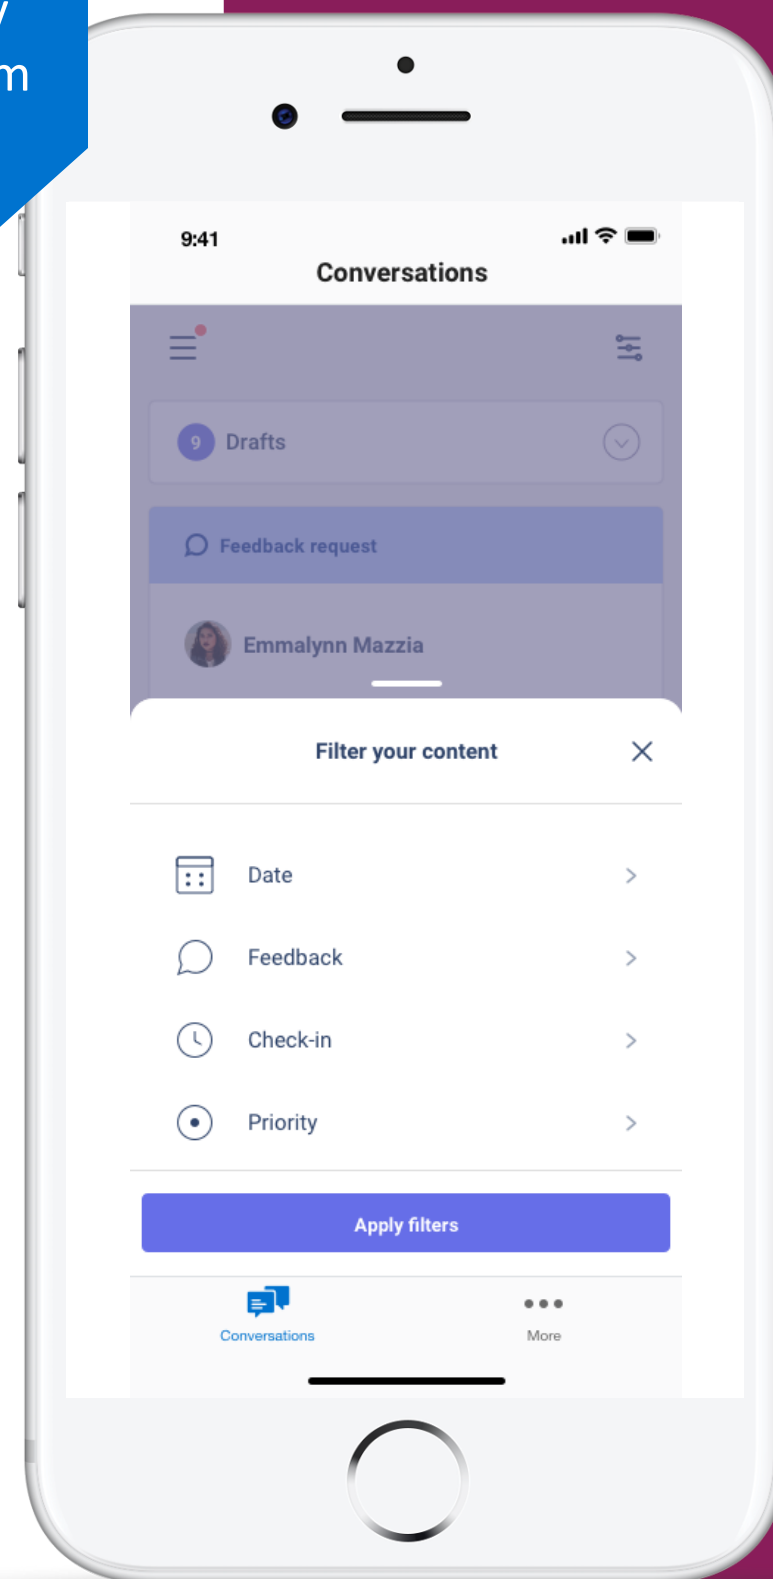 m
9:41
Conversations
9 Drafts
Feedback request
Emmalynn Mazzia
Filter your content
Date
Feedback
Check-in
Priority
Apply filters
Conversations
More